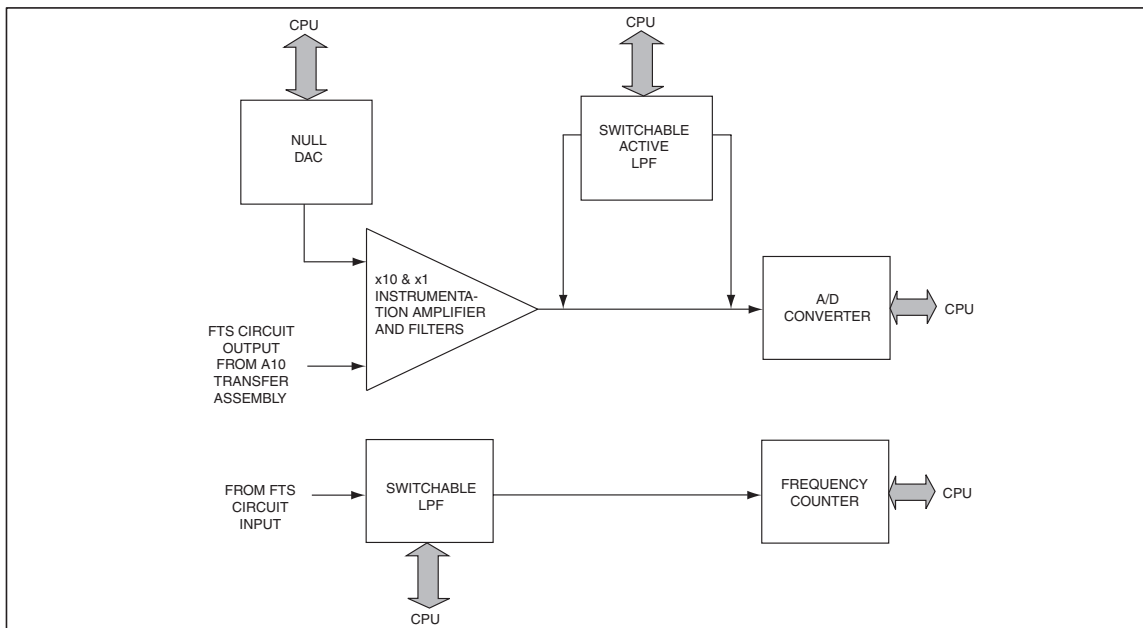 CPU
CPU
NULL
DAC
SWITCHABLE
ACTIVE
LPF
x10 & x1
INSTRUMENTA-
TION AMPLIFIER
AND FILTERS
A/D
CONVERTER
CPU
FTS CIRCUIT
OUTPUT
FROM A10
TRANSFER
ASSEMBLY
FROM FTS
CIRCUIT
INPUT
SWITCHABLE
LPF
FREQUENCY
COUNTER
CPU
CPU